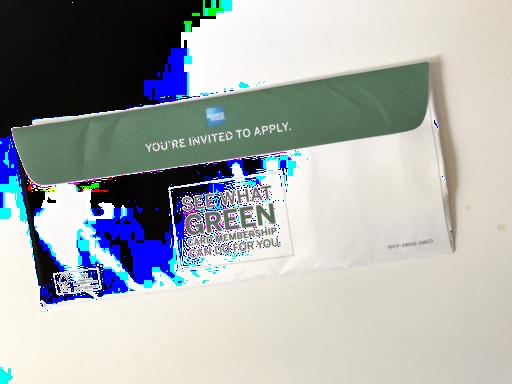 YOU'RE INVITED TO APPLY.
SEE WHAT
GREEN
CARD MEMBERSHIP
CAN DO FOR YOU